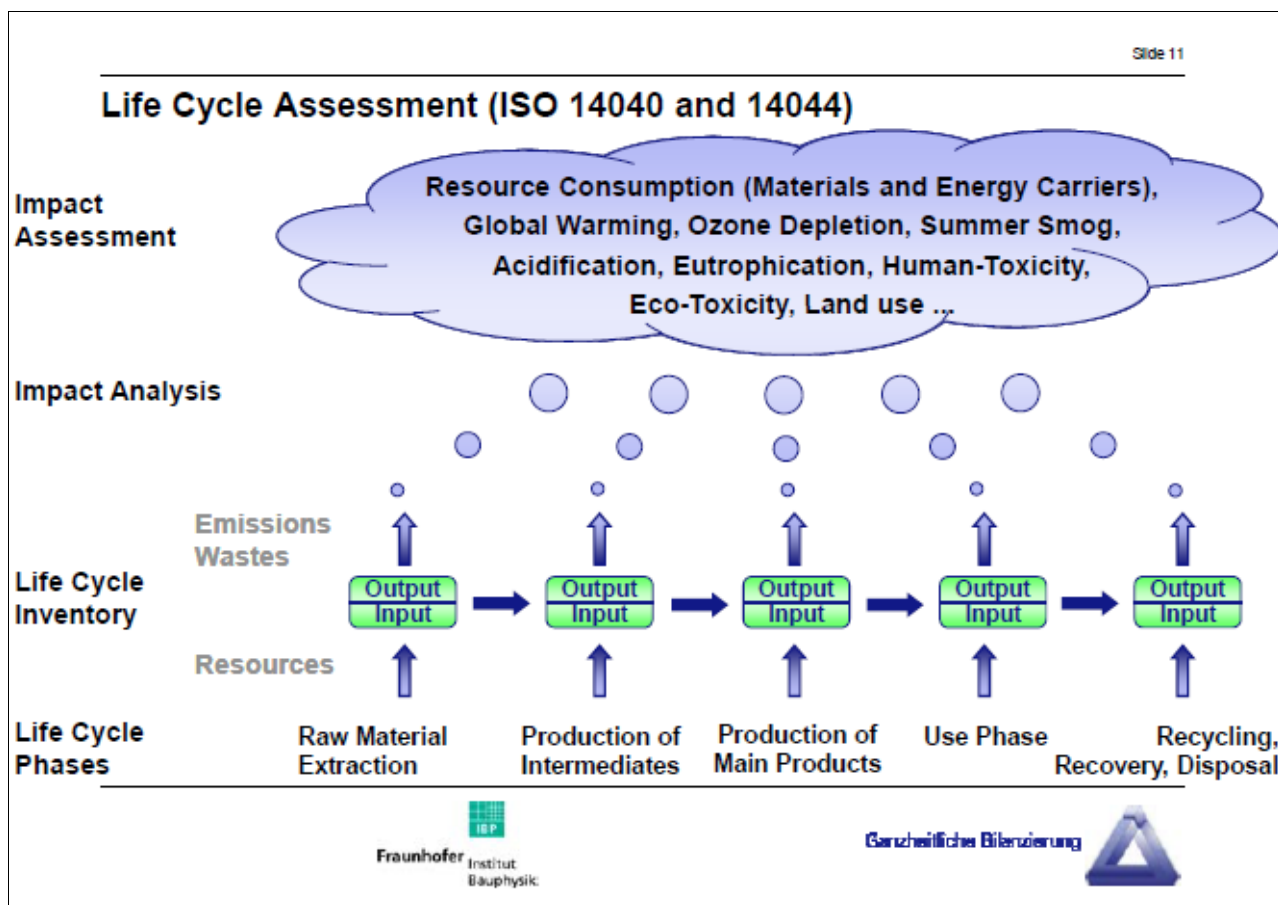 Slide 11
Life Cycle Assessment (ISO 14040 and 14044)
Impact
Assessment
Resource Consumption (Materials and Energy Carriers),
Global Warming, Ozone Depletion, Summer Smog,
Acidification, Eutrophication, Human-Toxicity,
Eco-Toxicity, Land use ...
Impact Analysis
Emissions
Wastes
Life Cycle
Inventory
Output
Input
Output
Input
Output
Input
Output
Input
Output
Input
Resources
Life Cycle
Phases
Raw Material
Extraction
Production of
Intermediates
Production of
Main Products
Use Phase
Recycling,
Recovery, Disposal
IBP
Fraunhofer Institut
Bauphysik
Ganzheitliche Bilanzierung